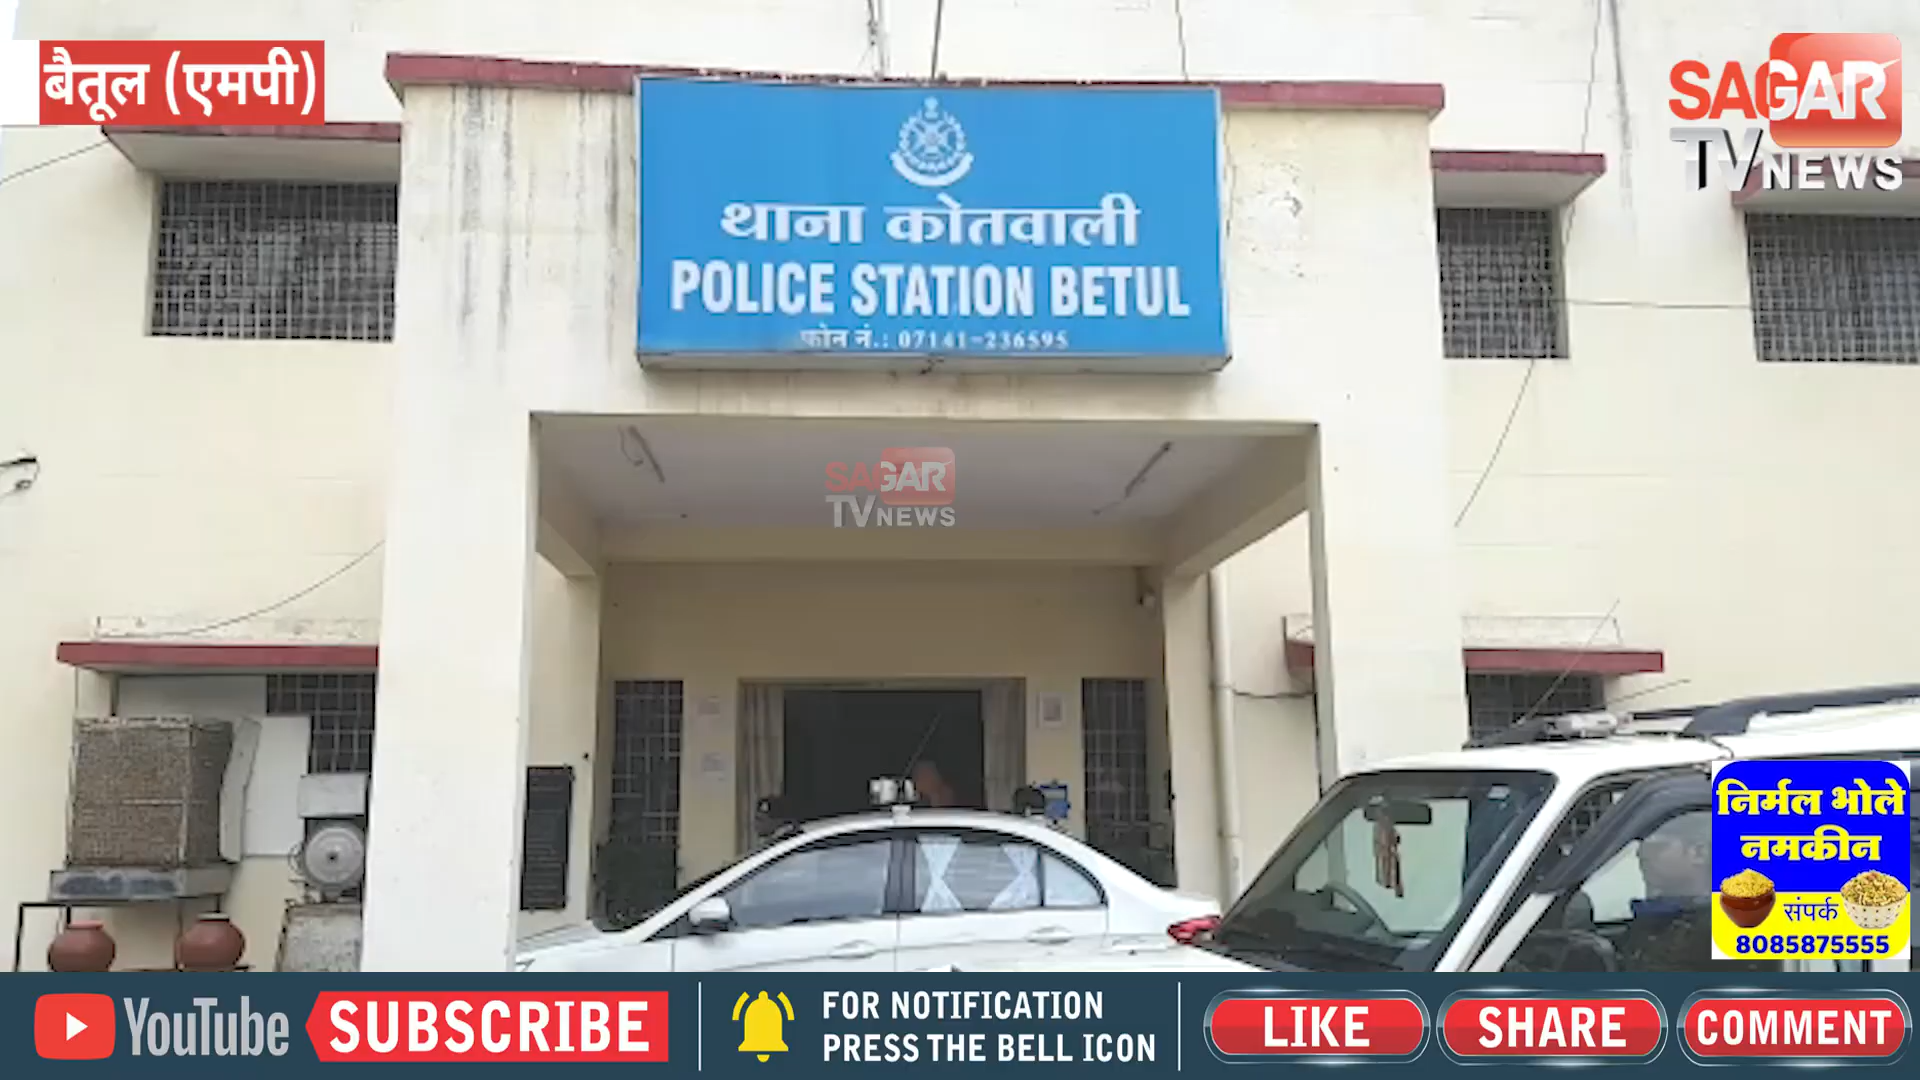 बैतूल (एमपी)
SAGAR
TV NEWS
थाना कोतवाली
POLICE STATION BETUL
फोन नं.: 07141-236595
SAGAR
TV NEWS
निर्मल भोले
नमकीन
संपर्क
8085875555
YouTube SUBSCRIBE
FOR NOTIFICATION
PRESS THE BELL ICON
LIKE SHARE COMMENT